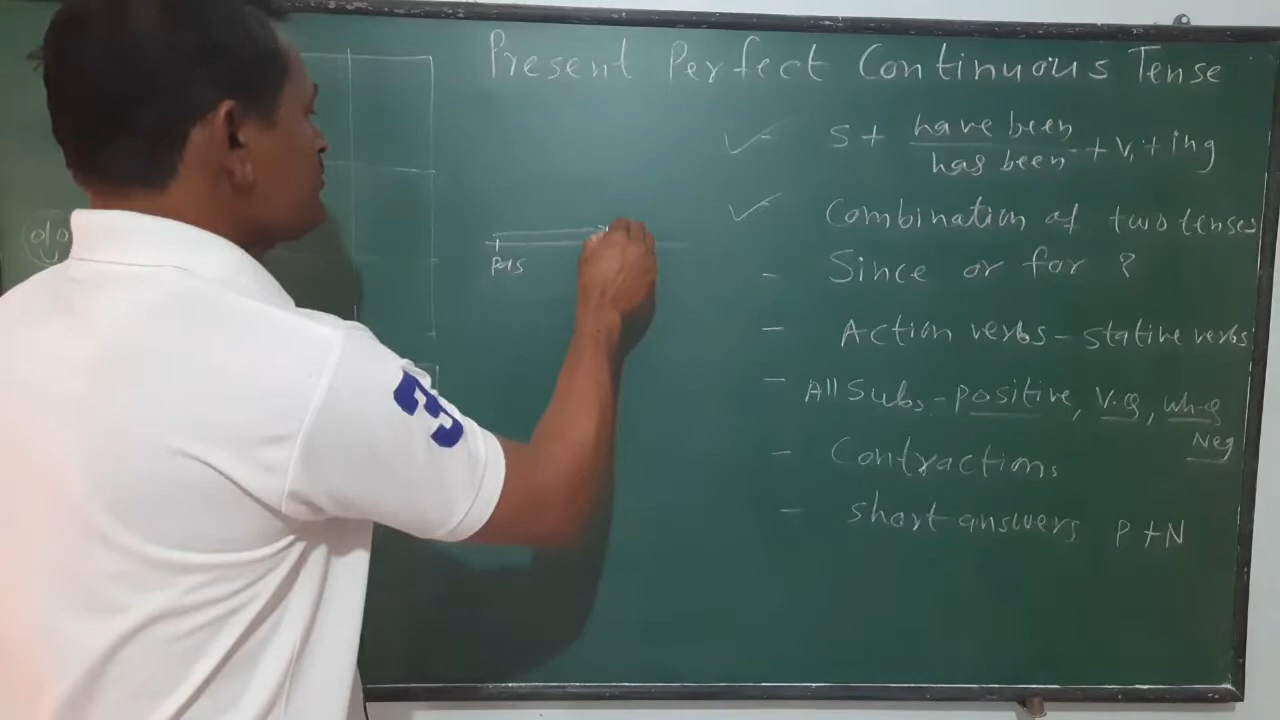 Present Perfect Continuous Tense
S + have been / has been + V₁ + ing
Combination of two tenses
Since or for ?
Action verbs - stative verbs
All Subs - positive, V.q, wh-q
Neg
Contractions
short answers P + N
Pas
3